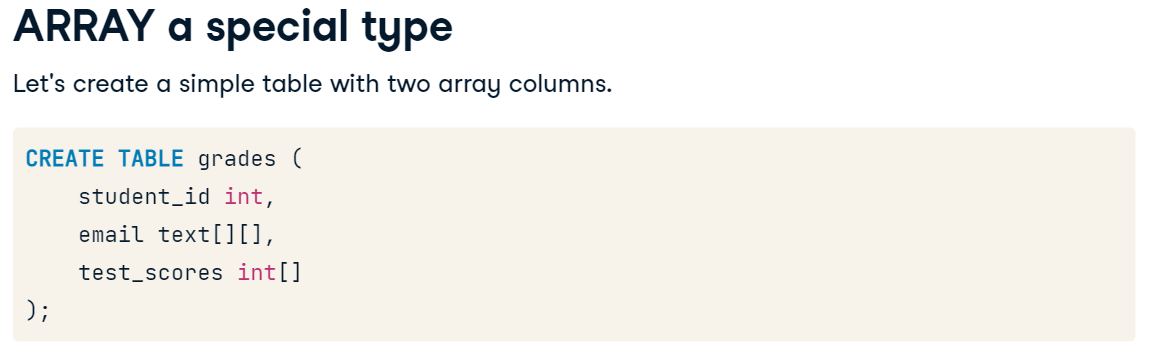 ARRAY a special type
Let's create a simple table with two array columns.
CREATE TABLE grades (
    student_id int,
    email text[][],
    test_scores int[]
);